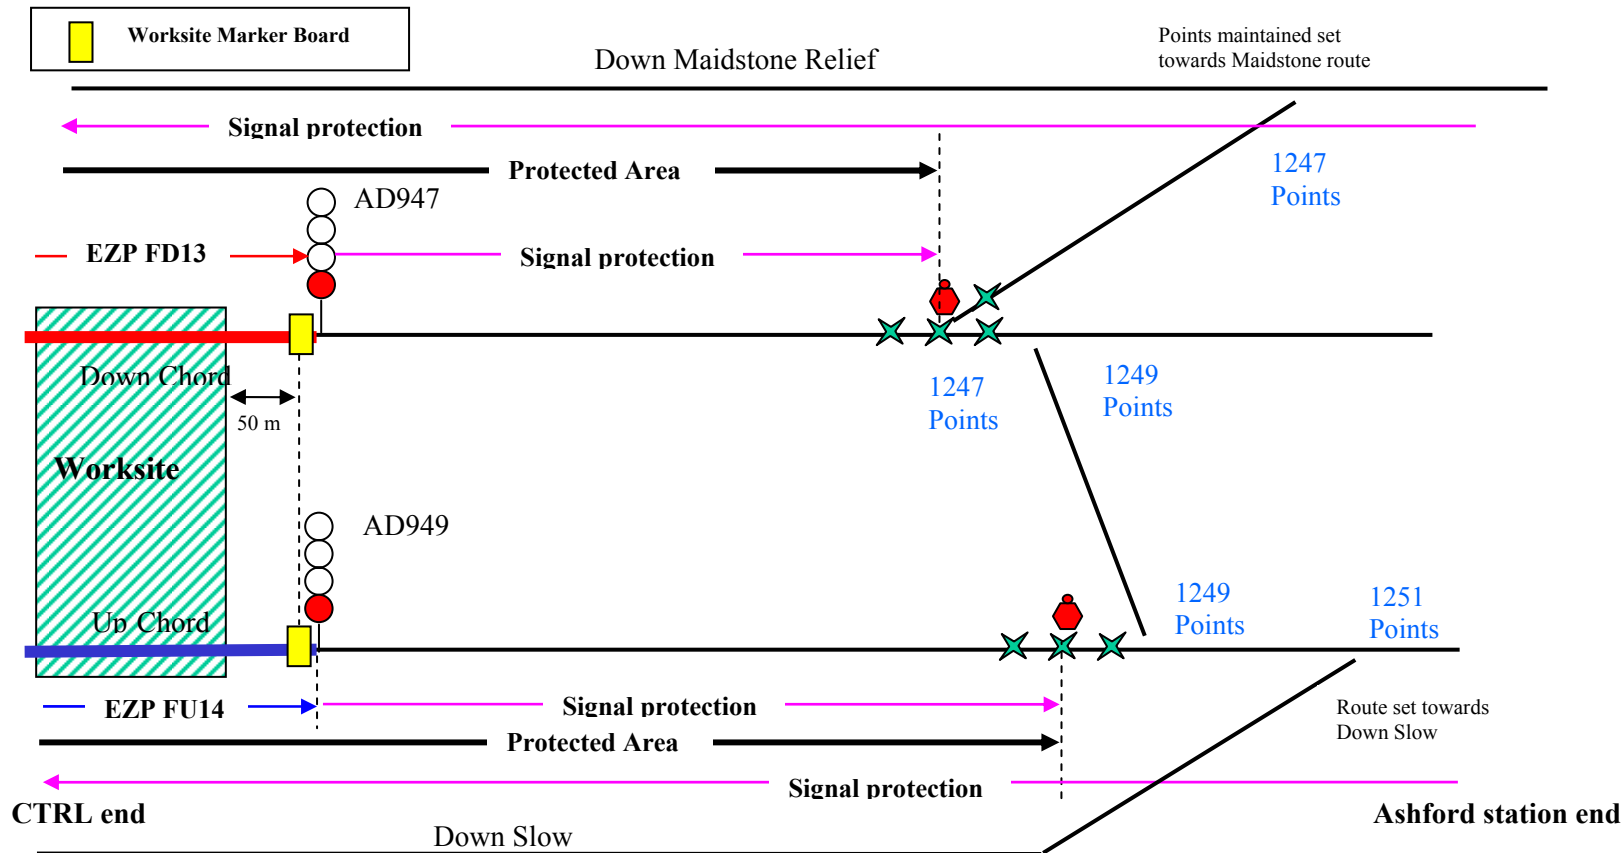 Worksite Marker Board
Down Maidstone Relief
Points maintained set
towards Maidstone route
Signal protection
Protected Area
1247
Points
AD947
EZP FD13
Signal protection
Down Chord
50 m
1247
Points
1249
Points
Worksite
AD949
Up Chord
1249
Points
1251
Points
EZP FU14
Signal protection
Route set towards
Down Slow
Protected Area
Signal protection
CTRL end
Ashford station end
Down Slow